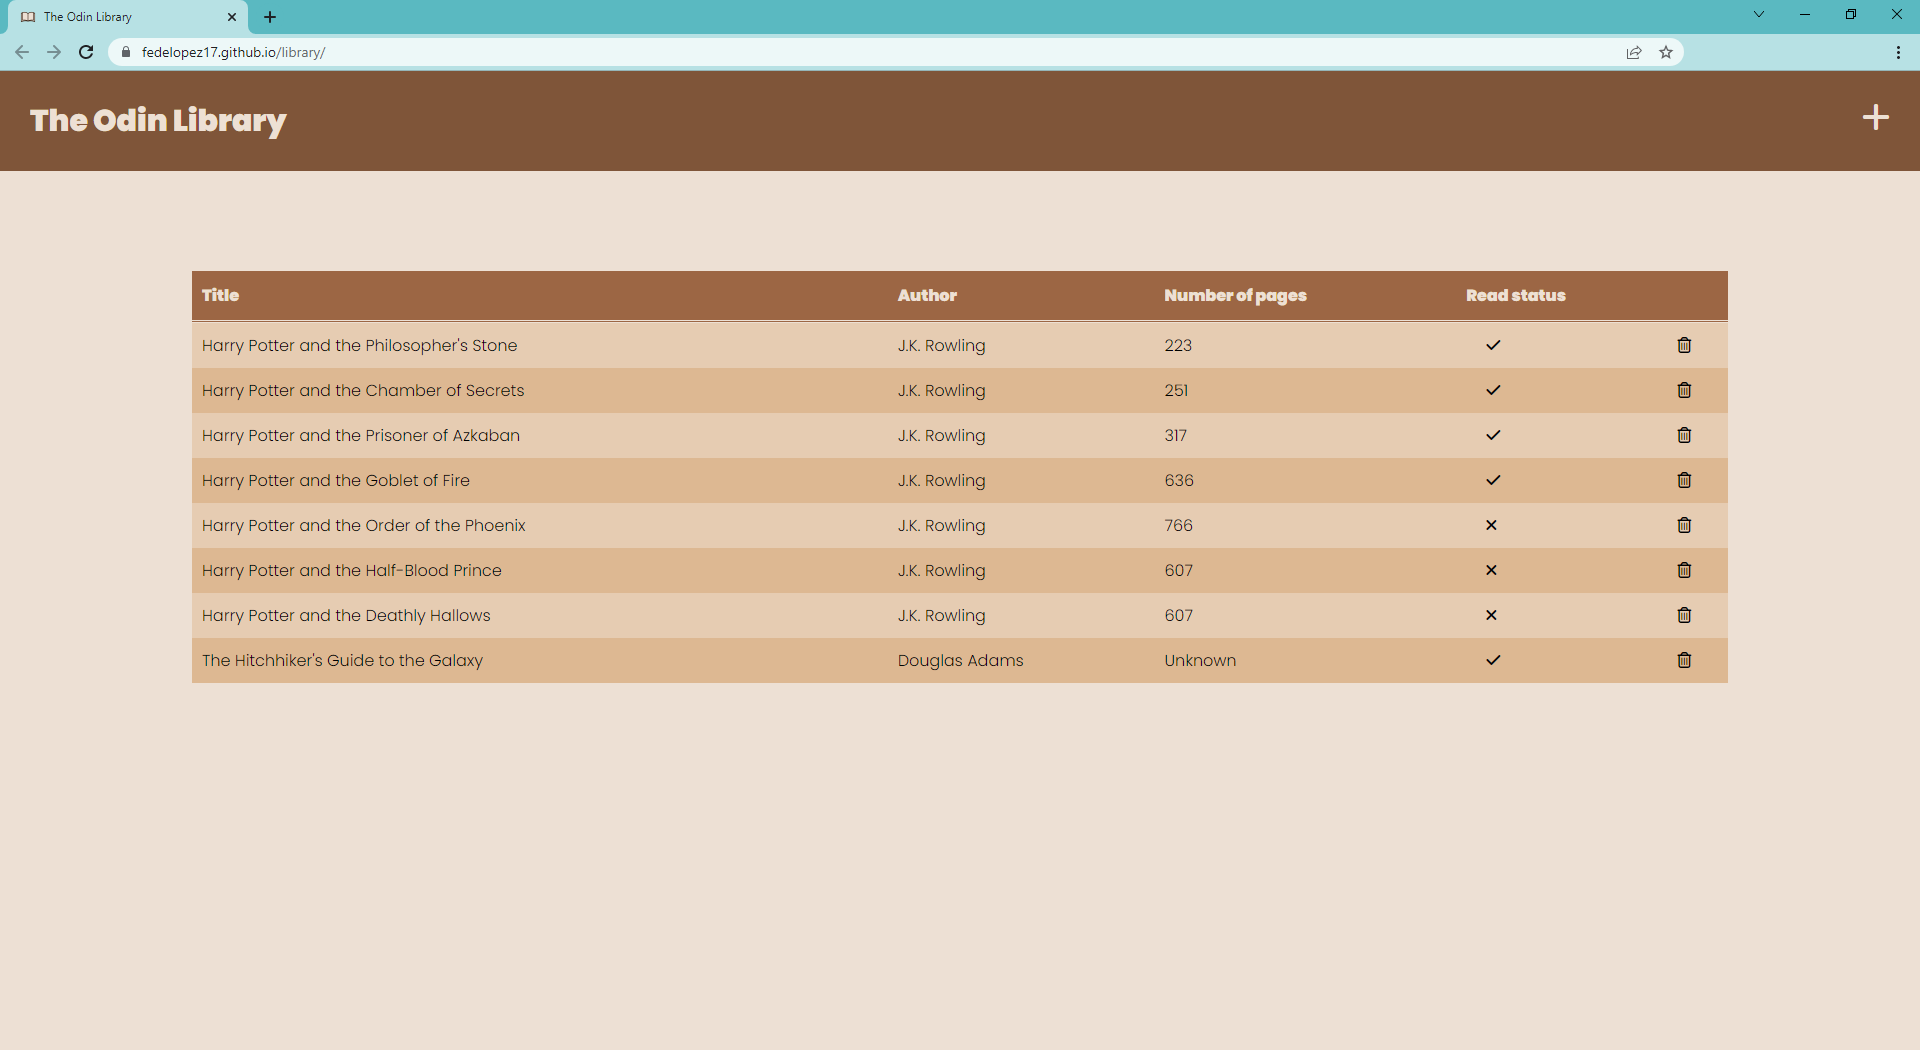 The Odin Library
fedelopez17.github.io/library/
The Odin Library
Title Author Number of pages Read status
Harry Potter and the Philosopher's Stone J.K. Rowling 223
Harry Potter and the Chamber of Secrets J.K. Rowling 251
Harry Potter and the Prisoner of Azkaban J.K. Rowling 317
Harry Potter and the Goblet of Fire J.K. Rowling 636
Harry Potter and the Order of the Phoenix J.K. Rowling 766
Harry Potter and the Half-Blood Prince J.K. Rowling 607
Harry Potter and the Deathly Hallows J.K. Rowling 607
The Hitchhiker's Guide to the Galaxy Douglas Adams Unknown